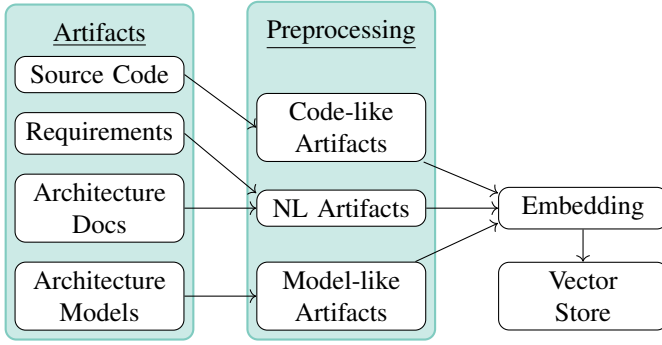 Artifacts
Source Code
Requirements
Architecture
Docs
Architecture
Models
Preprocessing
Code-like
Artifacts
NL Artifacts
Model-like
Artifacts
Embedding
Vector
Store